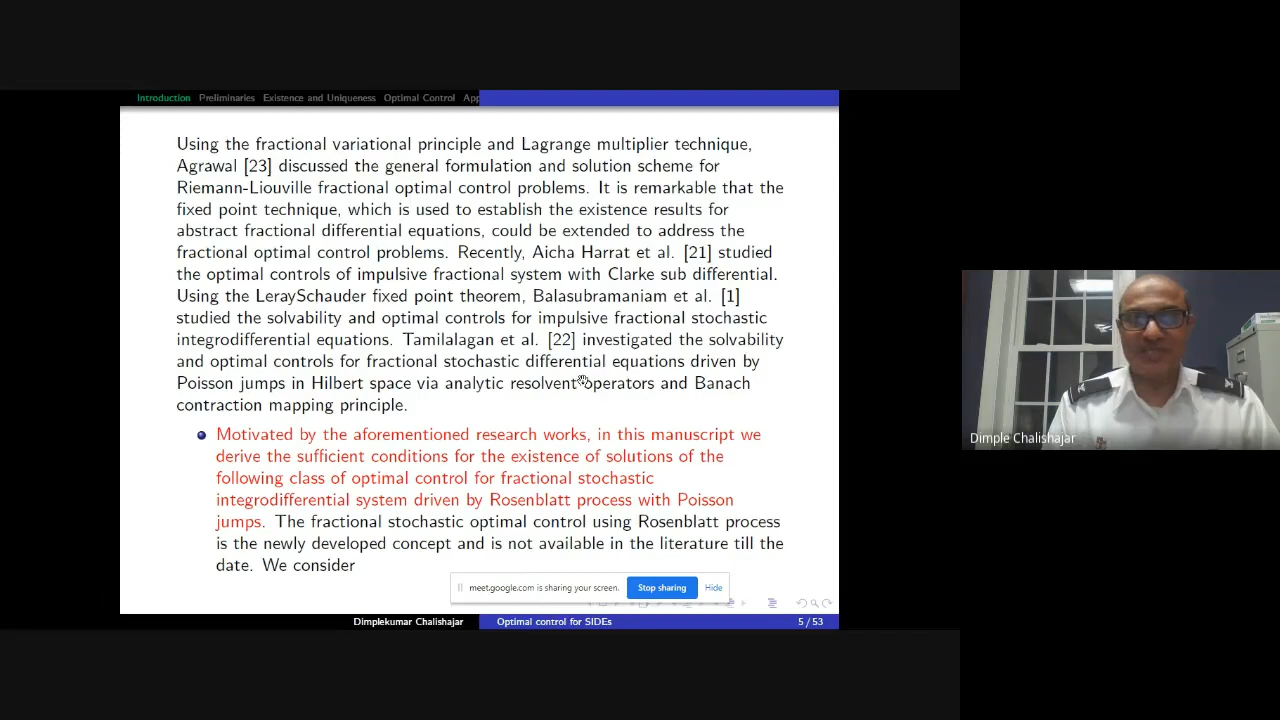 Introduction Preliminaries Existence and Uniqueness Optimal Control App
Using the fractional variational principle and Lagrange multiplier technique,
Agrawal [23] discussed the general formulation and solution scheme for
Riemann-Liouville fractional optimal control problems. It is remarkable that the
fixed point technique, which is used to establish the existence results for
abstract fractional differential equations, could be extended to address the
fractional optimal control problems. Recently, Aicha Harrat et al. [21] studied
the optimal controls of impulsive fractional system with Clarke sub differential.
Using the LeraySchauder fixed point theorem, Balasubramaniam et al. [1]
studied the solvability and optimal controls for impulsive fractional stochastic
integrodifferential equations. Tamilalagan et al. [22] investigated the solvability
and optimal controls for fractional stochastic differential equations driven by
Poisson jumps in Hilbert space via analytic resolvent operators and Banach
contraction mapping principle.
Motivated by the aforementioned research works, in this manuscript we
derive the sufficient conditions for the existence of solutions of the
following class of optimal control for fractional stochastic
integrodifferential system driven by Rosenblatt process with Poisson
jumps. The fractional stochastic optimal control using Rosenblatt process
is the newly developed concept and is not available in the literature till the
date. We consider
meet.google.com is sharing your screen. Stop sharing Hide
Dimplekumar Chalishajar Optimal control for SIDEs 5 / 53
Dimple Chalishajar